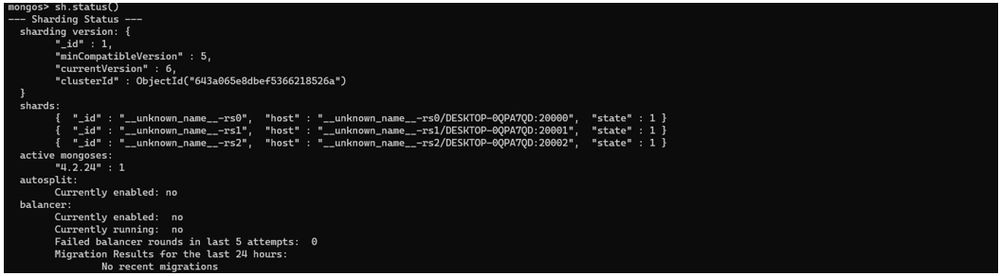 mongos> sh.status()
--- Sharding Status ---
  sharding version: {
        "_id" : 1,
        "minCompatibleVersion" : 5,
        "currentVersion" : 6,
        "clusterId" : ObjectId("643a065e8dbef5366218526a")
  }
  shards:
        {  "_id" : "__unknown_name__-rs0",  "host" : "__unknown_name__-rs0/DESKTOP-0QPA7QD:20000",  "state" : 1 }
        {  "_id" : "__unknown_name__-rs1",  "host" : "__unknown_name__-rs1/DESKTOP-0QPA7QD:20001",  "state" : 1 }
        {  "_id" : "__unknown_name__-rs2",  "host" : "__unknown_name__-rs2/DESKTOP-0QPA7QD:20002",  "state" : 1 }
  active mongoses:
        "4.2.24" : 1
  autosplit:
        Currently enabled: no
  balancer:
        Currently enabled:  no
        Currently running:  no
        Failed balancer rounds in last 5 attempts:  0
        Migration Results for the last 24 hours:
                No recent migrations